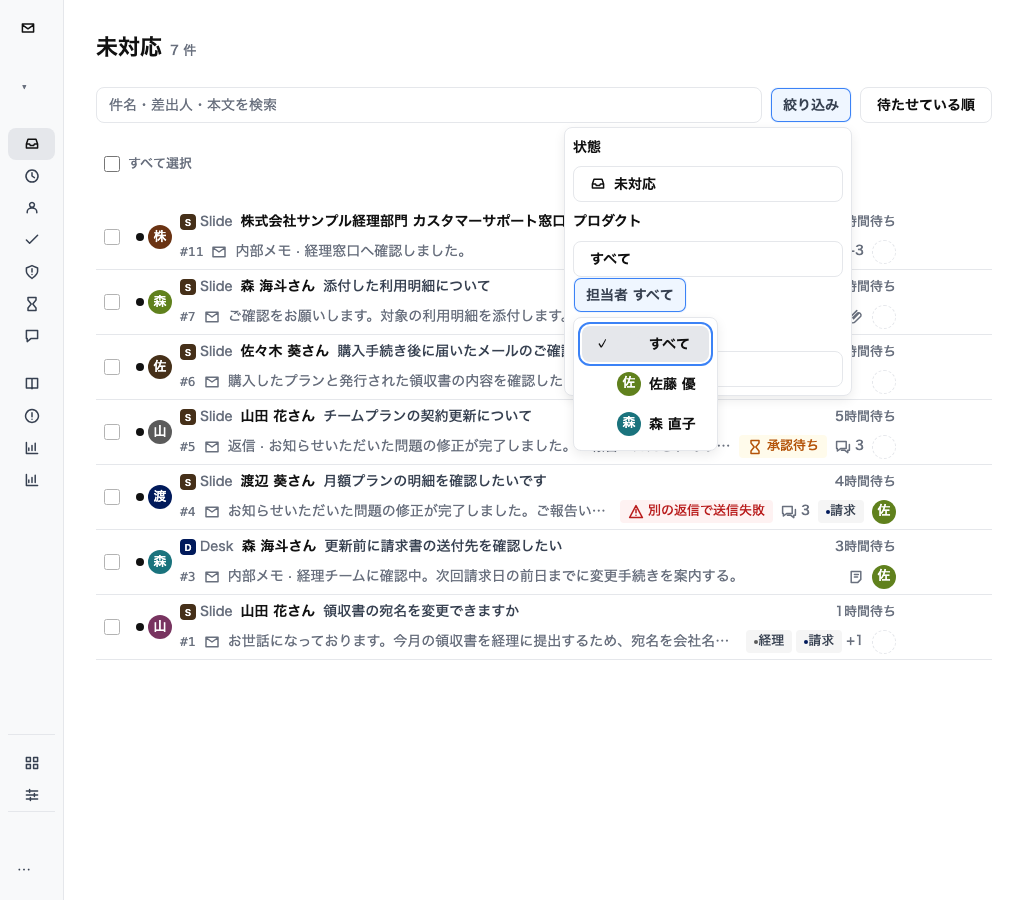 未対応 7 件
件名・差出人・本文を検索
絞り込み
待たせている順
すべて選択
状態
未対応
プロダクト
すべて
担当者 すべて
✓ すべて
佐 佐藤 優
森 森 直子
株 S Slide 株式会社サンプル経理部門 カスタマーサポート窓口
時間待ち
#11 内部メモ · 経理窓口へ確認しました。
3
森 S Slide 森 海斗さん 添付した利用明細について
時間待ち
#7 ご確認をお願いします。対象の利用明細を添付します。
佐 S Slide 佐々木 葵さん 購入手続き後に届いたメールのご確認
時間待ち
#6 購入したプランと発行された領収書の内容を確認した
山 S Slide 山田 花さん チームプランの契約更新について
5時間待ち
#5 返信 · お知らせいただいた問題の修正が完了しました。 … 承認待ち 3
渡 S Slide 渡辺 葵さん 月額プランの明細を確認したいです
4時間待ち
#4 お知らせいただいた問題の修正が完了しました。ご報告い… 別の返信で送信失敗 3 •請求 佐
森 D Desk 森 海斗さん 更新前に請求書の送付先を確認したい
3時間待ち
#3 内部メモ · 経理チームに確認中。次回請求日の前日までに変更手続きを案内する。 佐
山 S Slide 山田 花さん 領収書の宛名を変更できますか
1時間待ち
#1 お世話になっております。今月の領収書を経理に提出するため、宛名を会社名… •経理 •請求 +1
…